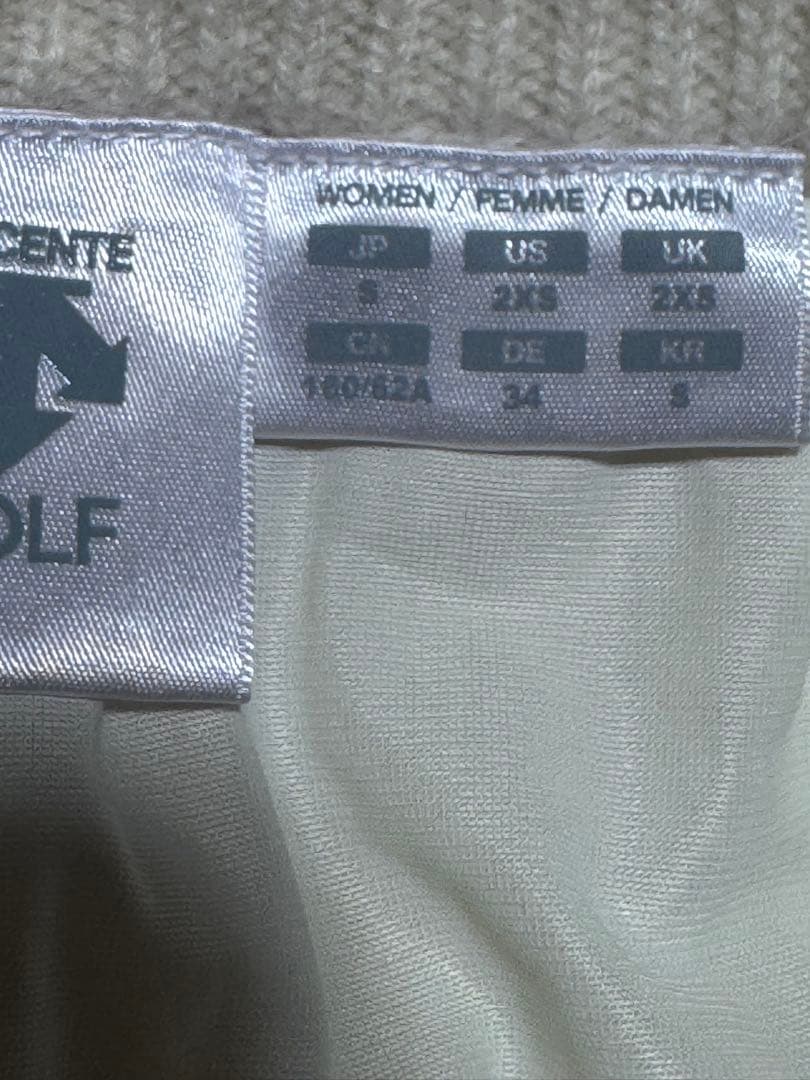 CENTE
OLF
WOMEN / FEMME / DAMEN
JP US UK
S 2XS 2XS
CN DE KR
160/62A 34 S